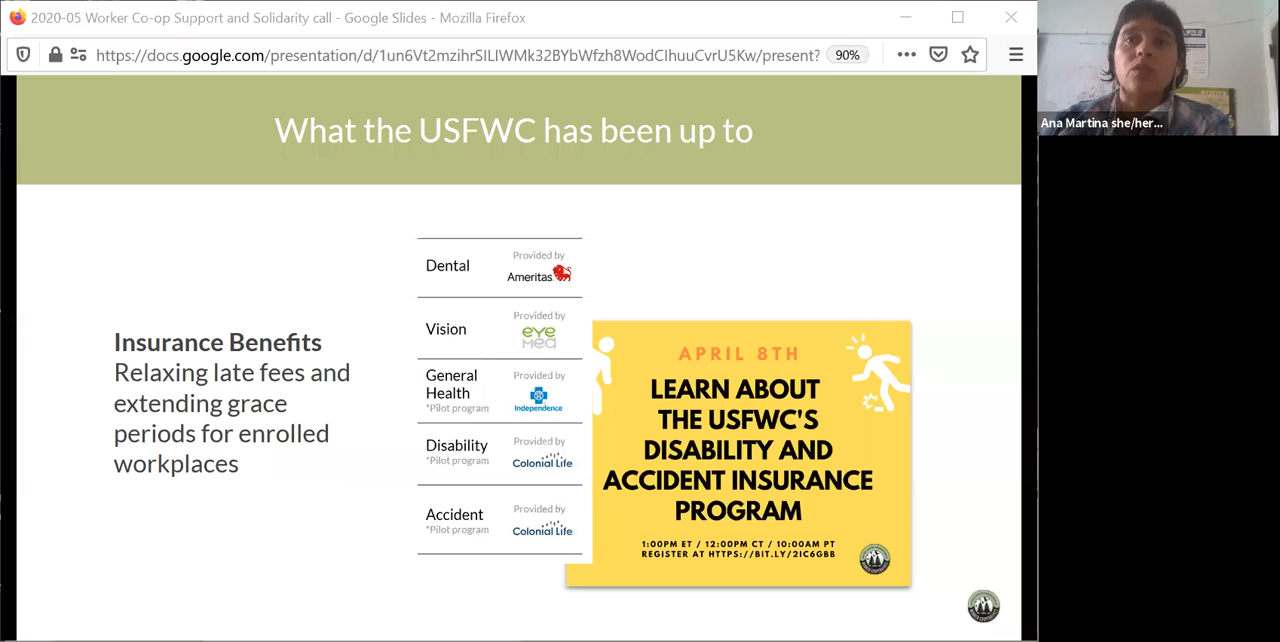 2020-05 Worker Co-op Support and Solidarity call - Google Slides - Mozilla Firefox
https://docs.google.com/presentation/d/1un6Vt2mzihrSILlWMk32BYbWfzh8WodCIhuuCvrU5Kw/present?
90%
Ana Martina she/her...
What the USFWC has been up to
Insurance Benefits
Relaxing late fees and
extending grace
periods for enrolled
workplaces
Dental
Provided by
Ameritas
Vision
Provided by
eye
MED
General
Health
*Pilot program
Provided by
Independence
Disability
*Pilot program
Provided by
Colonial Life
Accident
*Pilot program
Provided by
Colonial Life
APRIL 8TH
LEARN ABOUT
THE USFWC'S
DISABILITY AND
ACCIDENT INSURANCE
PROGRAM
1:00PM ET / 12:00PM CT / 10:00AM PT
REGISTER AT HTTPS://BIT.LY/2IC6GBB